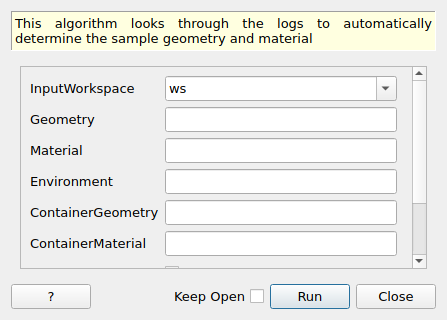 This algorithm looks through the logs to automatically
determine the sample geometry and material
InputWorkspace ws
Geometry
Material
Environment
ContainerGeometry
ContainerMaterial
? Keep Open Run Close